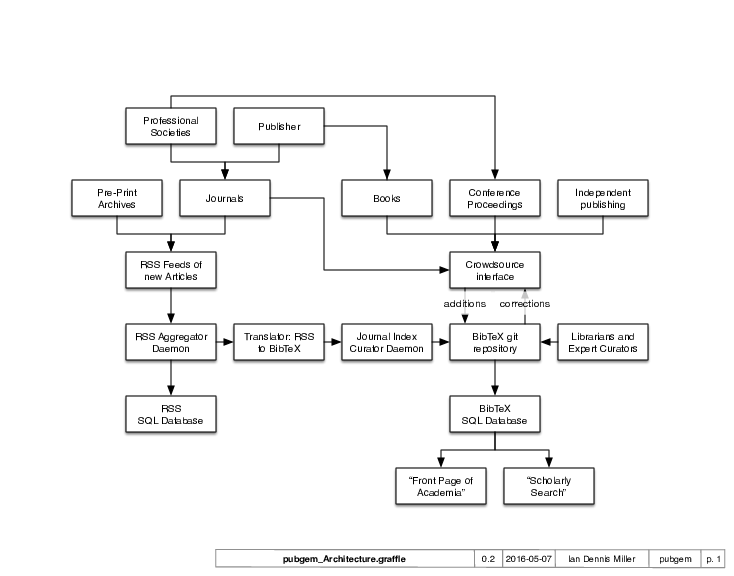 Professional
Societies
Publisher
Pre-Print
Archives
Journals
Books
Conference
Proceedings
Independent
publishing
RSS Feeds of
new Articles
Crowdsource
interface
additions
corrections
RSS Aggregator
Daemon
Translator: RSS
to BibTeX
Journal Index
Curator Daemon
BibTeX git
repository
Librarians and
Expert Curators
RSS
SQL Database
BibTeX
SQL Database
“Front Page of
Academia”
“Scholarly
Search”
pubgem_Architecture.graffle 0.2 2016-05-07 Ian Dennis Miller pubgem p. 1